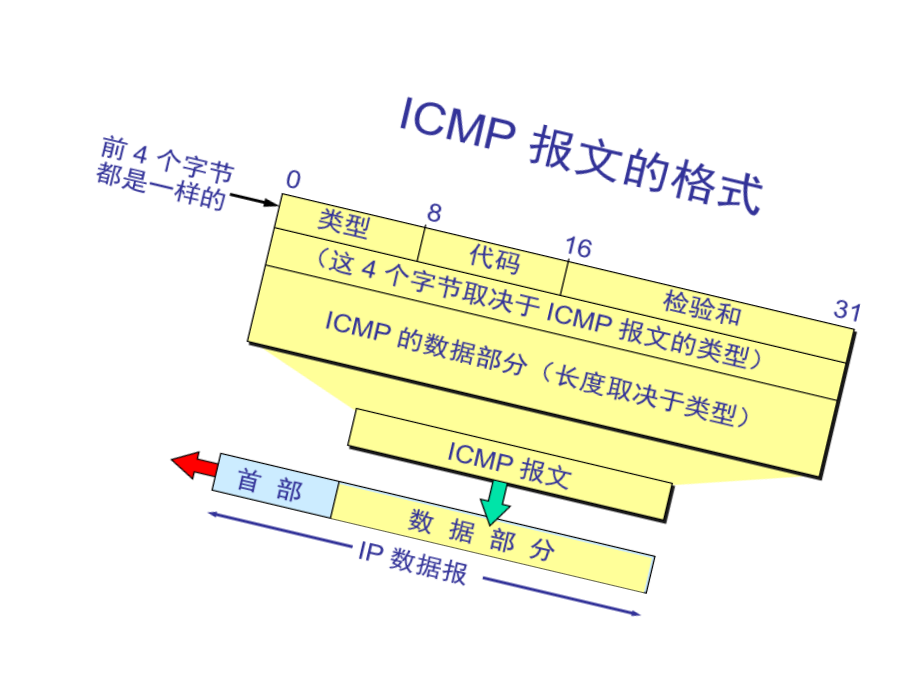 ICMP 报文的格式
前 4 个字节
都是一样的
0
8
16
31
类型
代码
检验和
（这 4 个字节取决于 ICMP 报文的类型）
ICMP 的数据部分（长度取决于类型）
ICMP 报文
首 部
数 据 部 分
IP 数据报